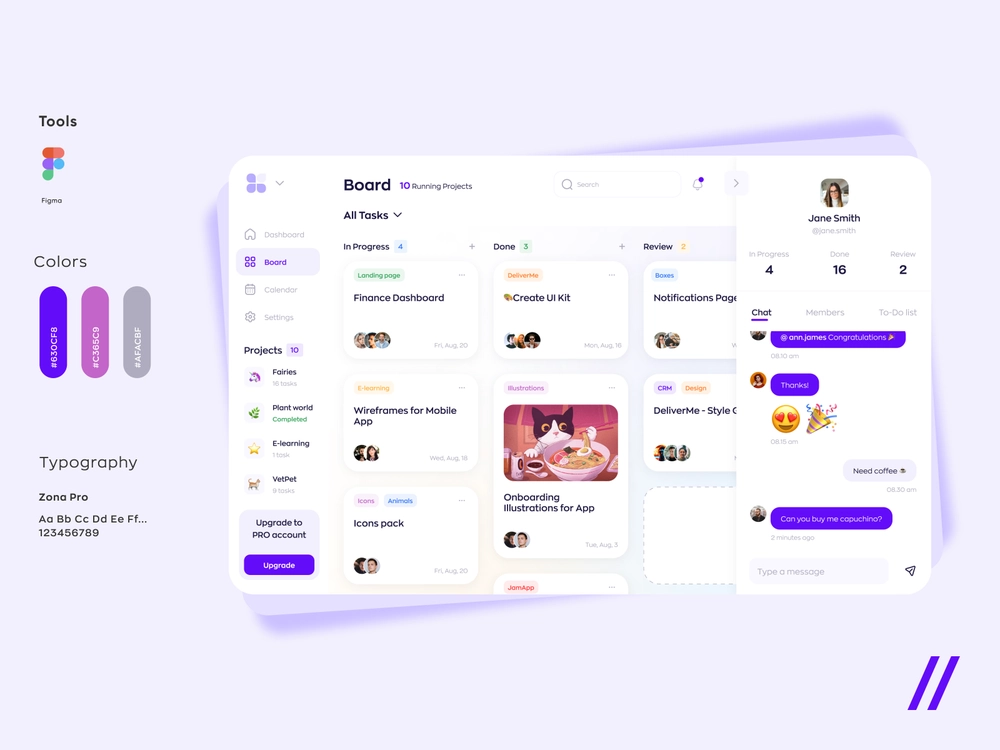 Tools
Figma
Colors
#630CF8
#C365C9
#AFACBF
Typography
Zona Pro
Aa Bb Cc Dd Ee Ff...
123456789
Dashboard
Board
Calendar
Settings
Projects 10
Fairies
16 tasks
Plant world
Completed
E-learning
1 task
VetPet
9 tasks
Upgrade to
PRO account
Upgrade
Board 10 Running Projects
Search
All Tasks
In Progress 4 +
Landing page ...
Finance Dashboard
Fri, Aug, 20
E-learning ...
Wireframes for Mobile
App
Wed, Aug, 18
Icons Animals ...
Icons pack
Fri, Aug, 20
Done 3 +
DeliverMe ...
Create UI Kit
Mon, Aug, 16
Illustrations ...
Onboarding
Illustrations for App
Tue, Aug, 3
JamApp ...
Review 2
Boxes
Notifications Page
W
CRM Design
DeliverMe - Style
Jane Smith
@jane.smith
In Progress Done Review
4 16 2
Chat Members To-Do list
@ann.james Congratulations 🎉
08.10 am
Thanks!
😍🎉
08.15 am
Need coffee ☕
08.30 am
Can you buy me capuchino?
2 minutes ago
Type a message